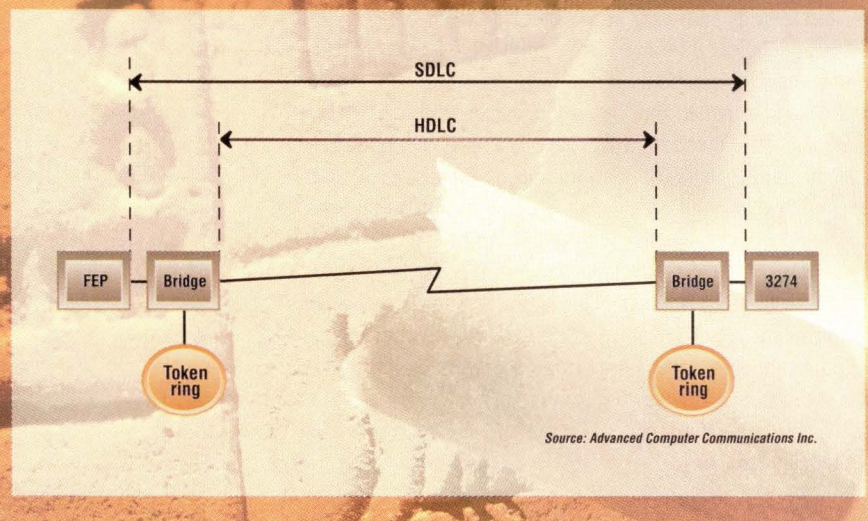 SDLC
HDLC
FEP
Bridge
Bridge
3274
Token
ring
Token
ring
Source: Advanced Computer Communications Inc.